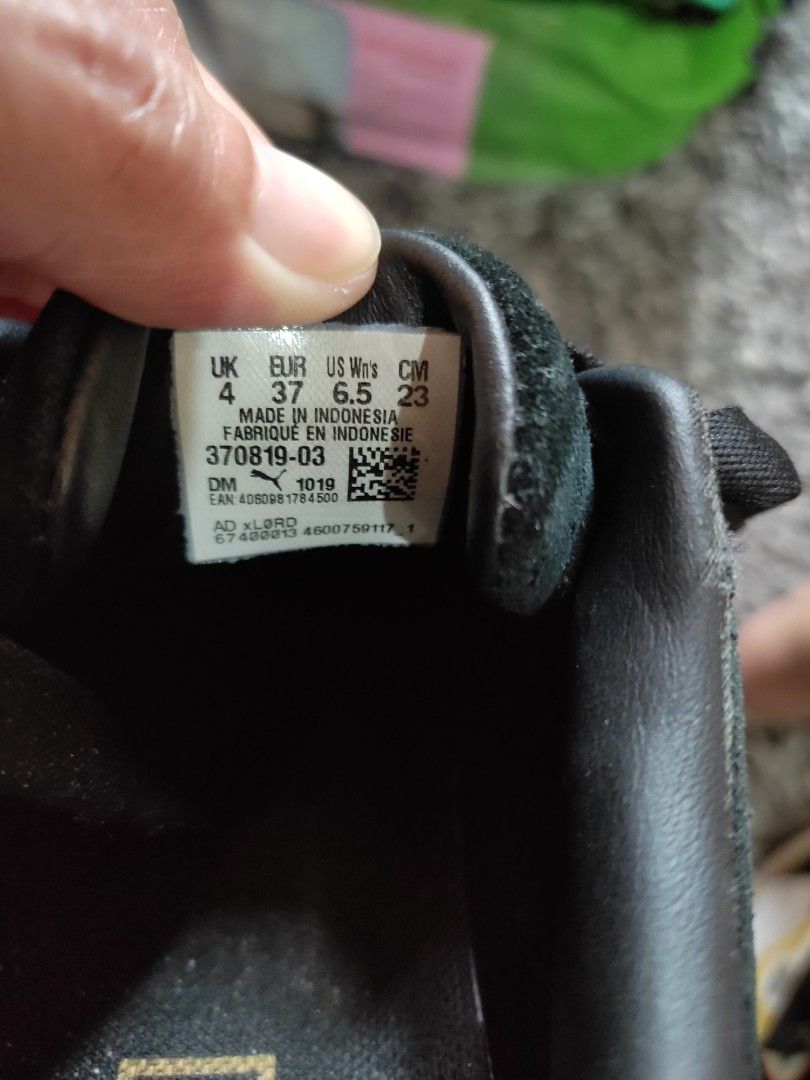 UK EUR US Wn's CM
4 37 6.5 23
MADE IN INDONESIA
FABRIQUÉ EN INDONESIE
370819-03
DM 1019
EAN:4060981784500
AD xLØRD
67400013 4600759117 1